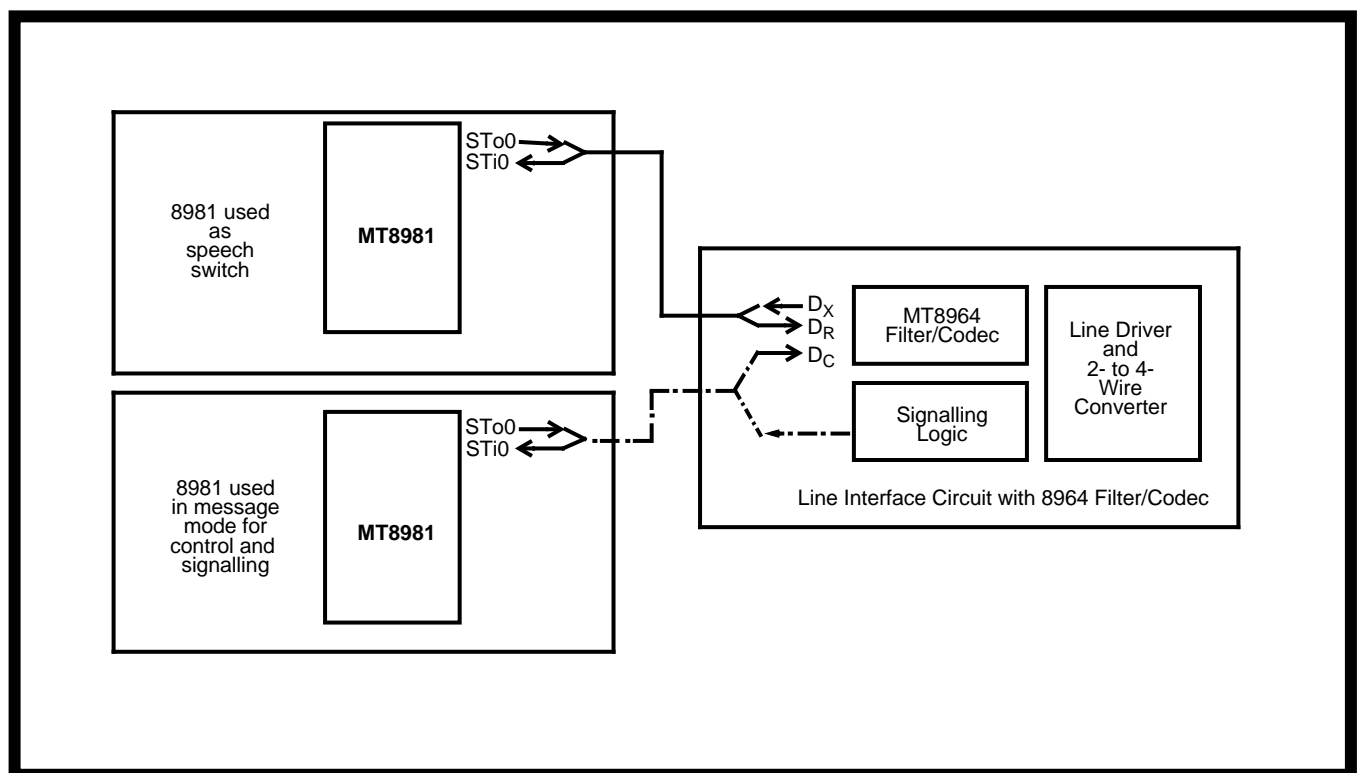 8981 used
as
speech
switch
MT8981
STo0
STi0
8981 used
in message
mode for
control and
signalling
MT8981
STo0
STi0
DX
DR
DC
MT8964
Filter/Codec
Signalling
Logic
Line Driver
and
2- to 4-
Wire
Converter
Line Interface Circuit with 8964 Filter/Codec